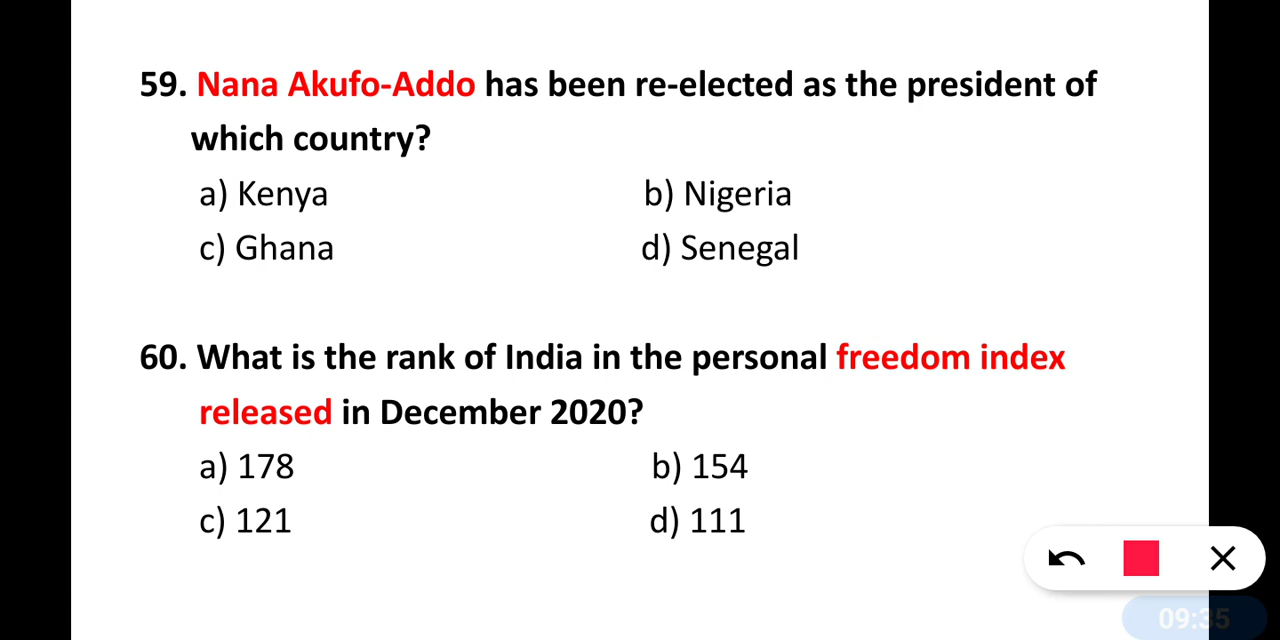 59. Nana Akufo-Addo has been re-elected as the president of
which country?
a) Kenya b) Nigeria
c) Ghana d) Senegal
60. What is the rank of India in the personal freedom index
released in December 2020?
a) 178 b) 154
c) 121 d) 111
09:35